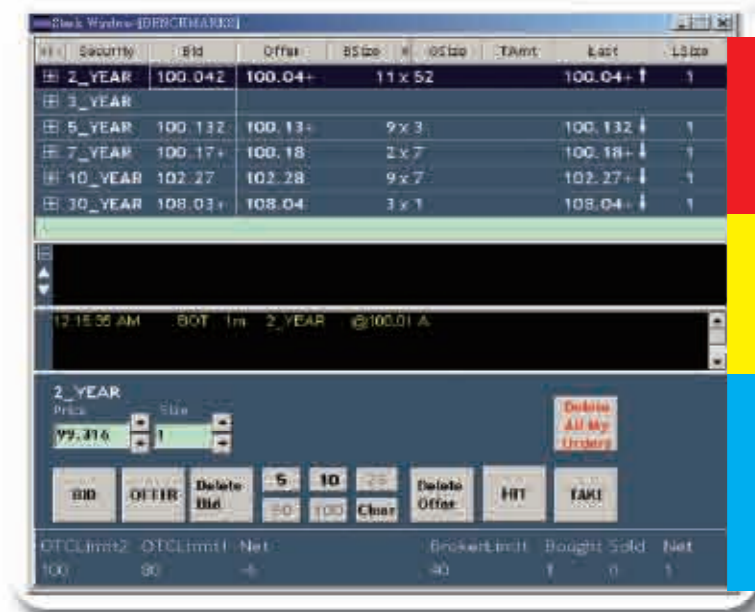 Stack Window-[BENCHMARKS]
Security Bid Offer BSize x OSize TAmt Last LSize
2_YEAR 100.042 100.04+ 11 x 52 100.04+ 1
3_YEAR
5_YEAR 100.132 100.13+ 9 x 3 100.132 1
7_YEAR 100.17+ 100.18 2 x 7 100.18+ 1
10_YEAR 102.27 102.28 9 x 7 102.27+ 1
30_YEAR 108.03+ 108.04 3 x 1 108.04- 1
12:15:35 AM BOT 1m 2_YEAR @100.01 A
2_YEAR
Price Size
99.316 1
Delete All My Orders
BID OFFER Delete Bid 5 10 25 50 100 Clear Delete Offer HIT TAKE
OTCLimit2 OTCLimit1 Net BrokerLimit Bought Sold Net
100 80 40 1 0 1